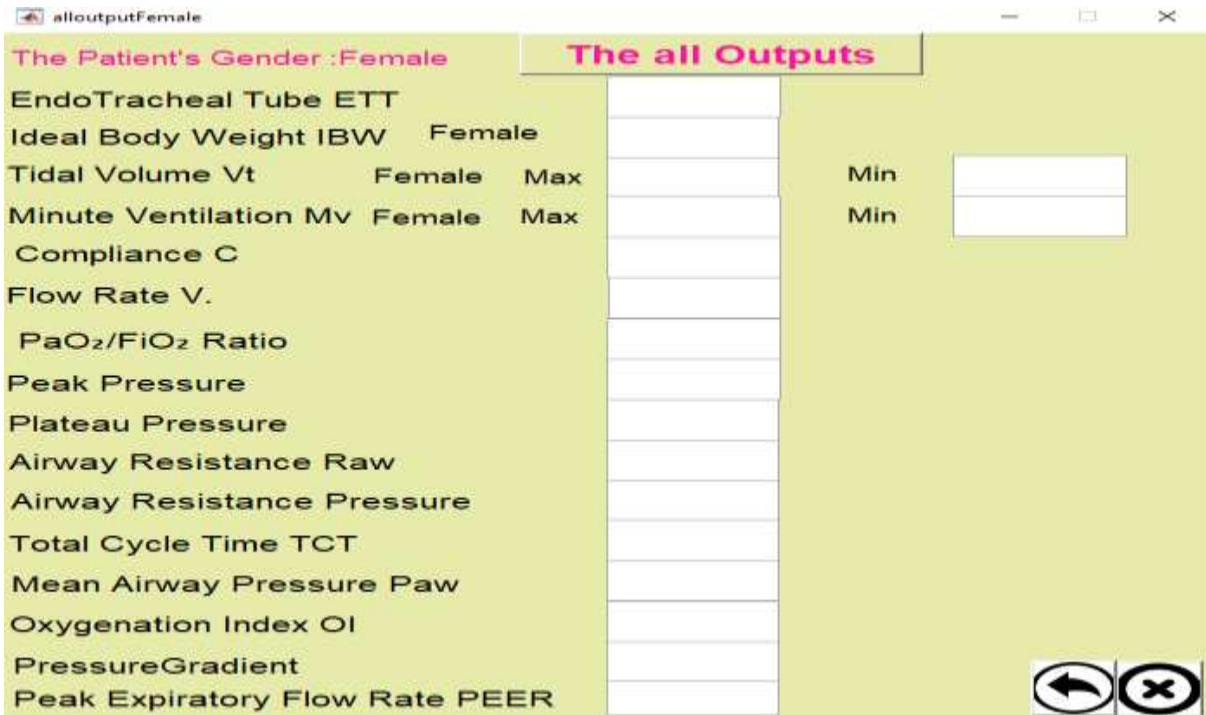 alloutputFemale
The Patient's Gender :Female
The all Outputs
EndoTracheal Tube ETT
Ideal Body Weight IBW Female
Tidal Volume Vt Female Max Min
Minute Ventilation Mv Female Max Min
Compliance C
Flow Rate V.
PaO₂/FiO₂ Ratio
Peak Pressure
Plateau Pressure
Airway Resistance Raw
Airway Resistance Pressure
Total Cycle Time TCT
Mean Airway Pressure Paw
Oxygenation Index OI
PressureGradient
Peak Expiratory Flow Rate PEER